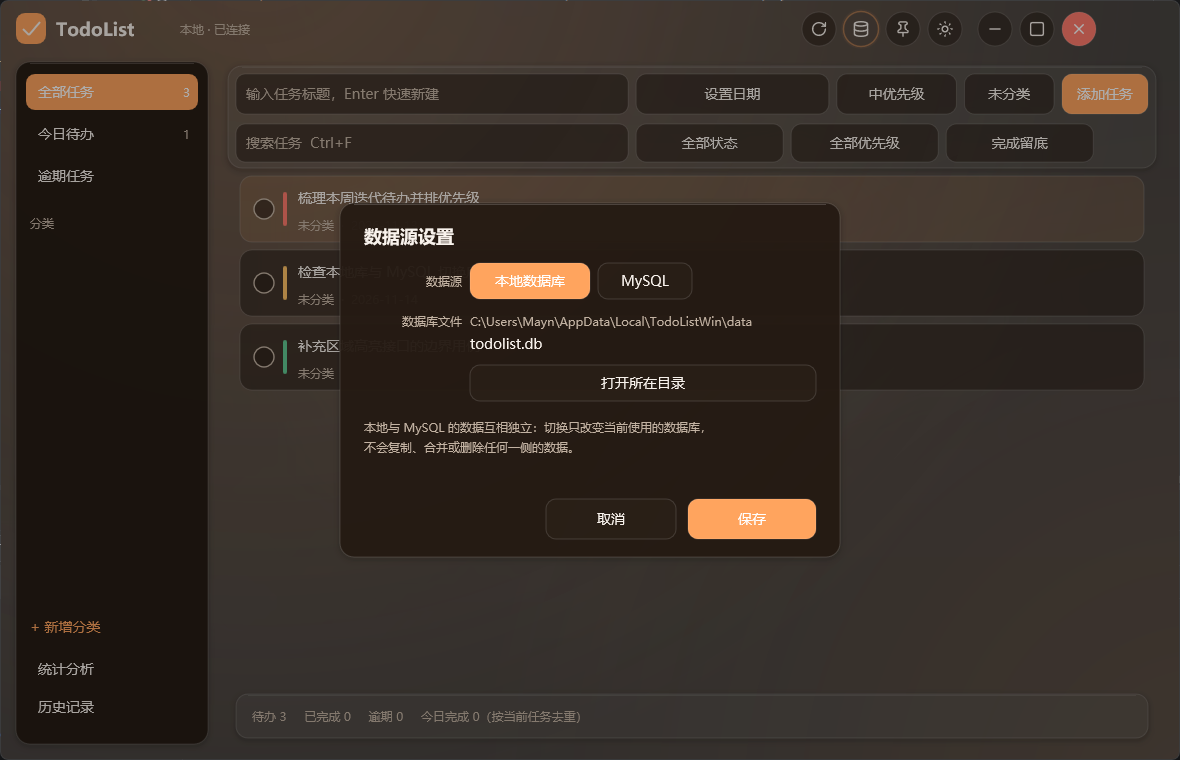 TodoList
本地 · 已连接
全部任务 3
今日待办 1
逾期任务
分类
+ 新增分类
统计分析
历史记录
输入任务标题，Enter 快速新建
设置日期
中优先级
未分类
添加任务
搜索任务 Ctrl+F
全部状态
全部优先级
完成留底
梳理本周迭代待办并排优先级
未分类
检查本
未分类
补充区
未分类
数据源设置
数据源
本地数据库
MySQL
数据库文件 C:\Users\Mayn\AppData\Local\TodoListWin\data
todolist.db
打开所在目录
本地与 MySQL 的数据互相独立：切换只改变当前使用的数据库，
不会复制、合并或删除任何一侧的数据。
取消
保存
待办 3 已完成 0 逾期 0 今日完成 0（按当前任务去重）